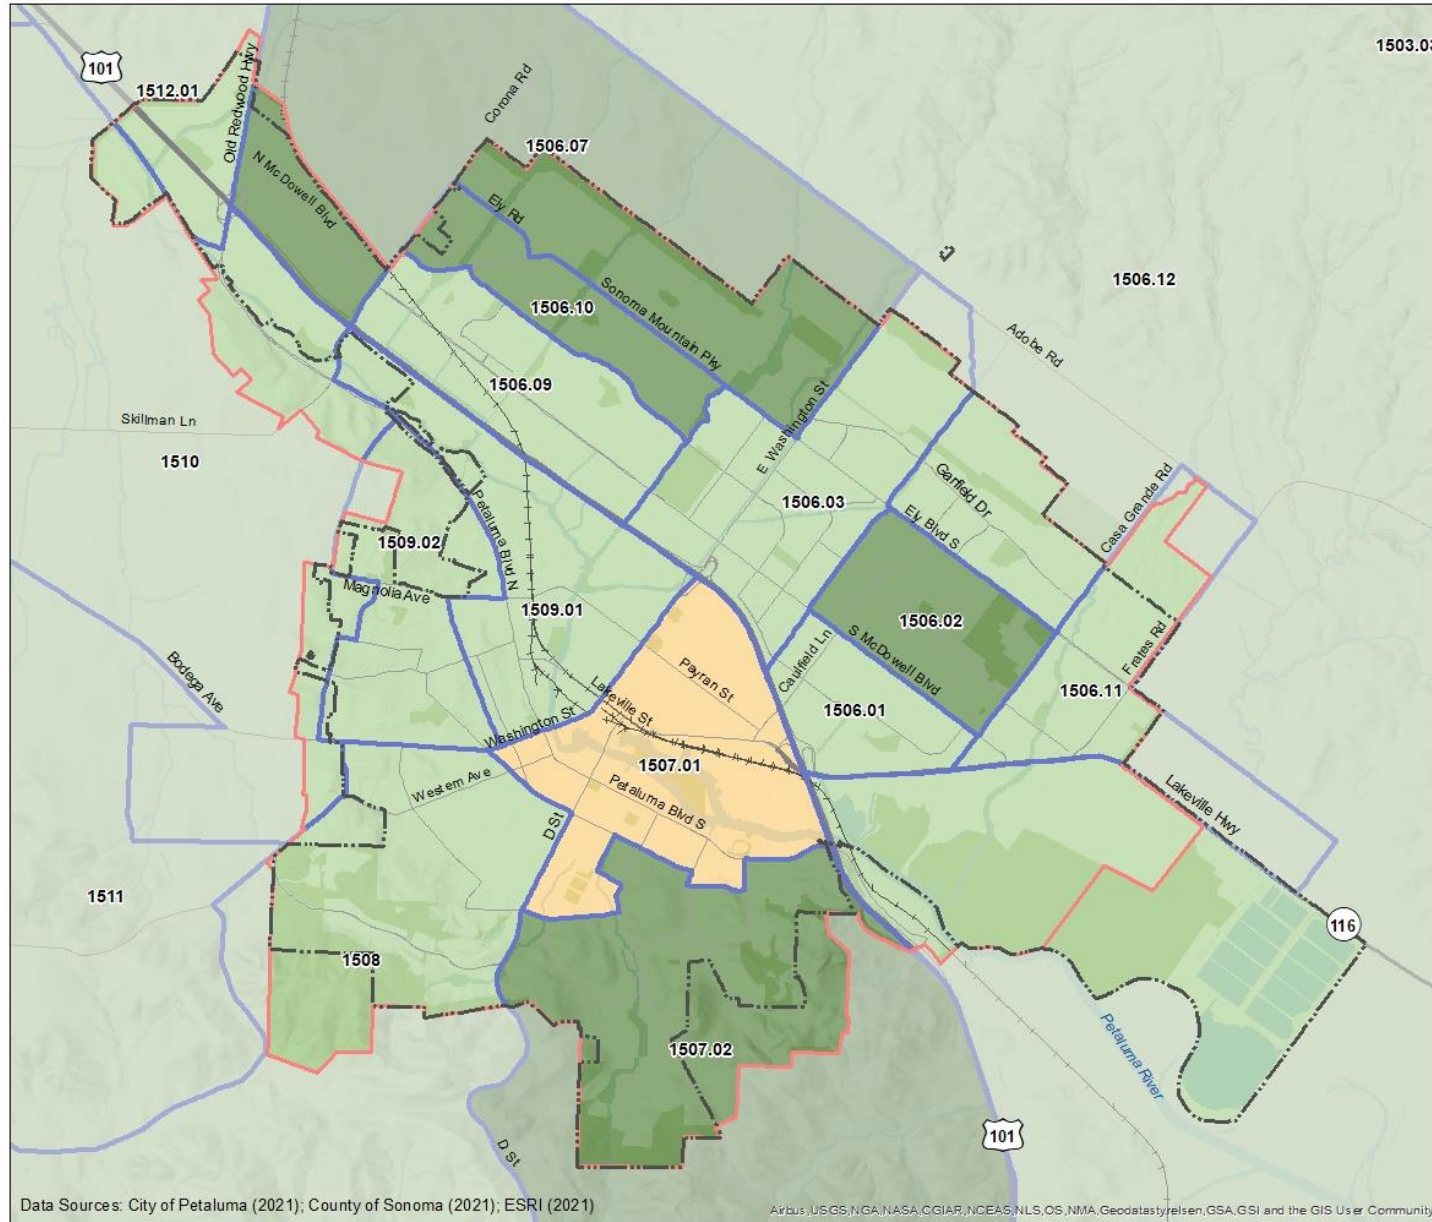 1503.03
101
1512.01
Old Redwood Hwy
Corona Rd
1506.07
N McDowell Blvd
Ely Rd
1506.12
1506.10
Sonoma Mountain Pky
Adobe Rd
1506.09
Skillman Ln
E Washington St
1510
Garfield Dr
Casa Grande Rd
1506.03
Petaluma Blvd N
Ely Blvd S
1509.02
Magnolia Ave
1509.01
1506.02
Caulfield Ln
S McDowell Blvd
Frates Rd
Payran St
Bodega Ave
1506.11
Lakeville St
1506.01
Washington St
1507.01
Western Ave
Petaluma Blvd S
Lakeville Hwy
D St
1511
116
1508
1507.02
Petaluma River
101
D St
Data Sources: City of Petaluma (2021); County of Sonoma (2021); ESRI (2021)
Airbus,USGS,NGA,NASA,CGIAR,NCEAS,NLS,OS,NMA,Geodatastyrelsen,GSA,GSI and the GIS User Community